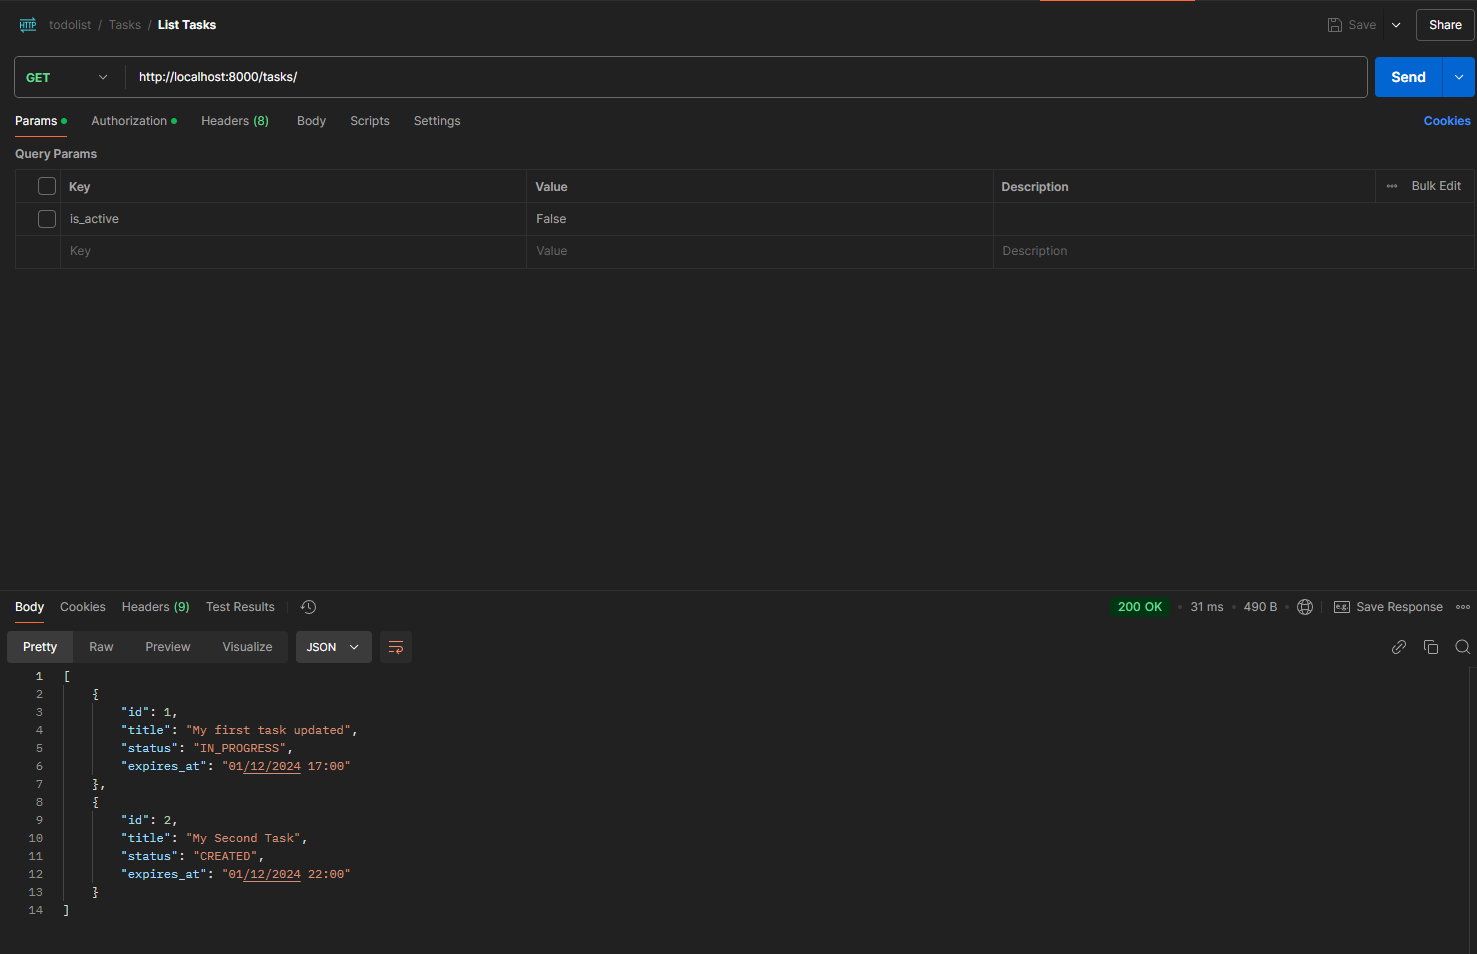 HTTP todolist / Tasks / List Tasks Save Share
GET http://localhost:8000/tasks/ Send
Params Authorization Headers (8) Body Scripts Settings Cookies
Query Params
Key Value Description Bulk Edit
is_active False
Key Value Description
Body Cookies Headers (9) Test Results 200 OK 31 ms 490 B e.g. Save Response
Pretty Raw Preview Visualize JSON
1 [
2 {
3 "id": 1,
4 "title": "My first task updated",
5 "status": "IN_PROGRESS",
6 "expires_at": "01/12/2024 17:00"
7 },
8 {
9 "id": 2,
10 "title": "My Second Task",
11 "status": "CREATED",
12 "expires_at": "01/12/2024 22:00"
13 }
14 ]